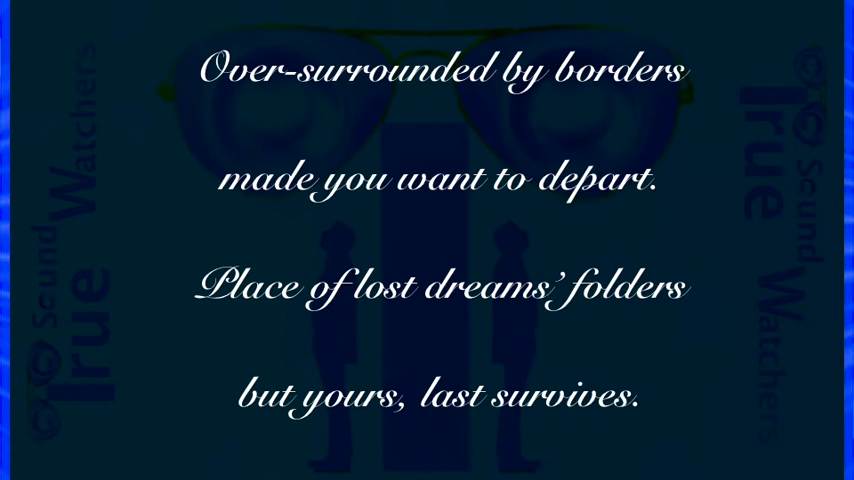 Over-surrounded by borders
made you want to depart.
Place of lost dreams’ folders
but yours, last survives.
True Sound Watchers
True Sound Watchers